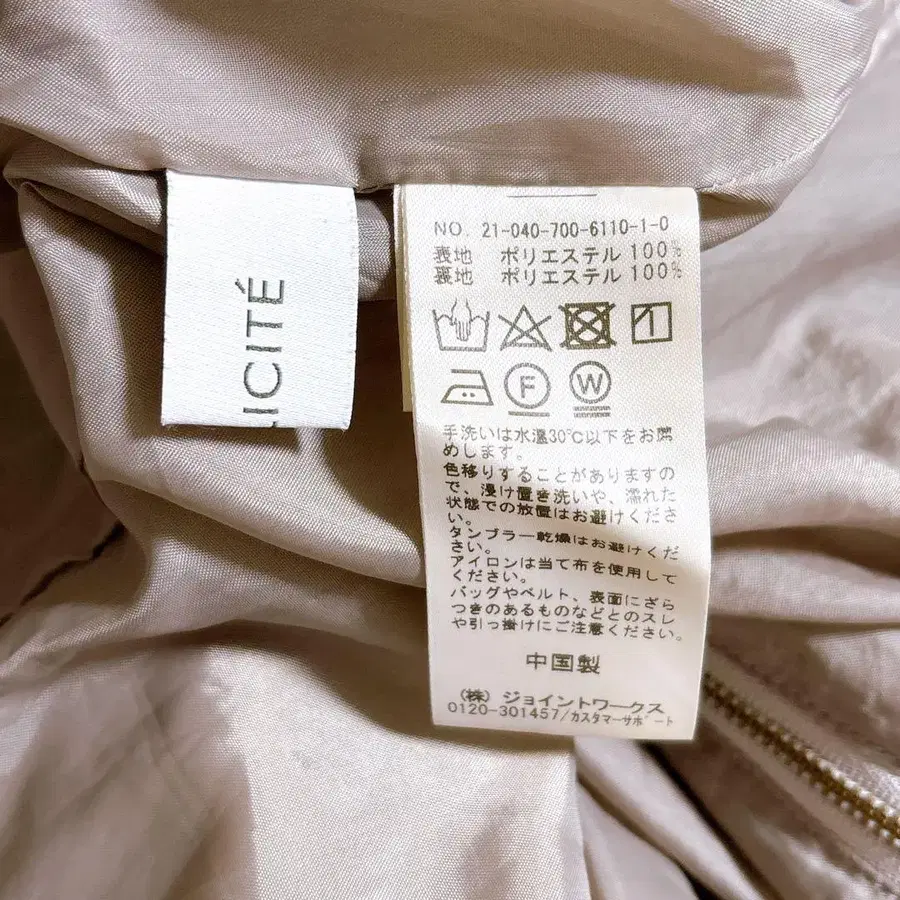 ICITÉ
NO. 21-040-700-6110-1-0
表地 ポリエステル 100%
裏地 ポリエステル 100%
F
W
手洗いは水温30℃以下をお薦
めします。
色移りすることがありますの
で、浸け置き洗いや、濡れた
状態での放置はお避けくださ
い。
タンブラー乾燥はお避けくだ
さい。
アイロンは当て布を使用して
ください。
バッグやベルト、表面にざら
つきのあるものなどとのスレ
や引っ掛けにご注意ください。
中国製
(株) ジョイントワークス
0120-301457/カスタマーサポート